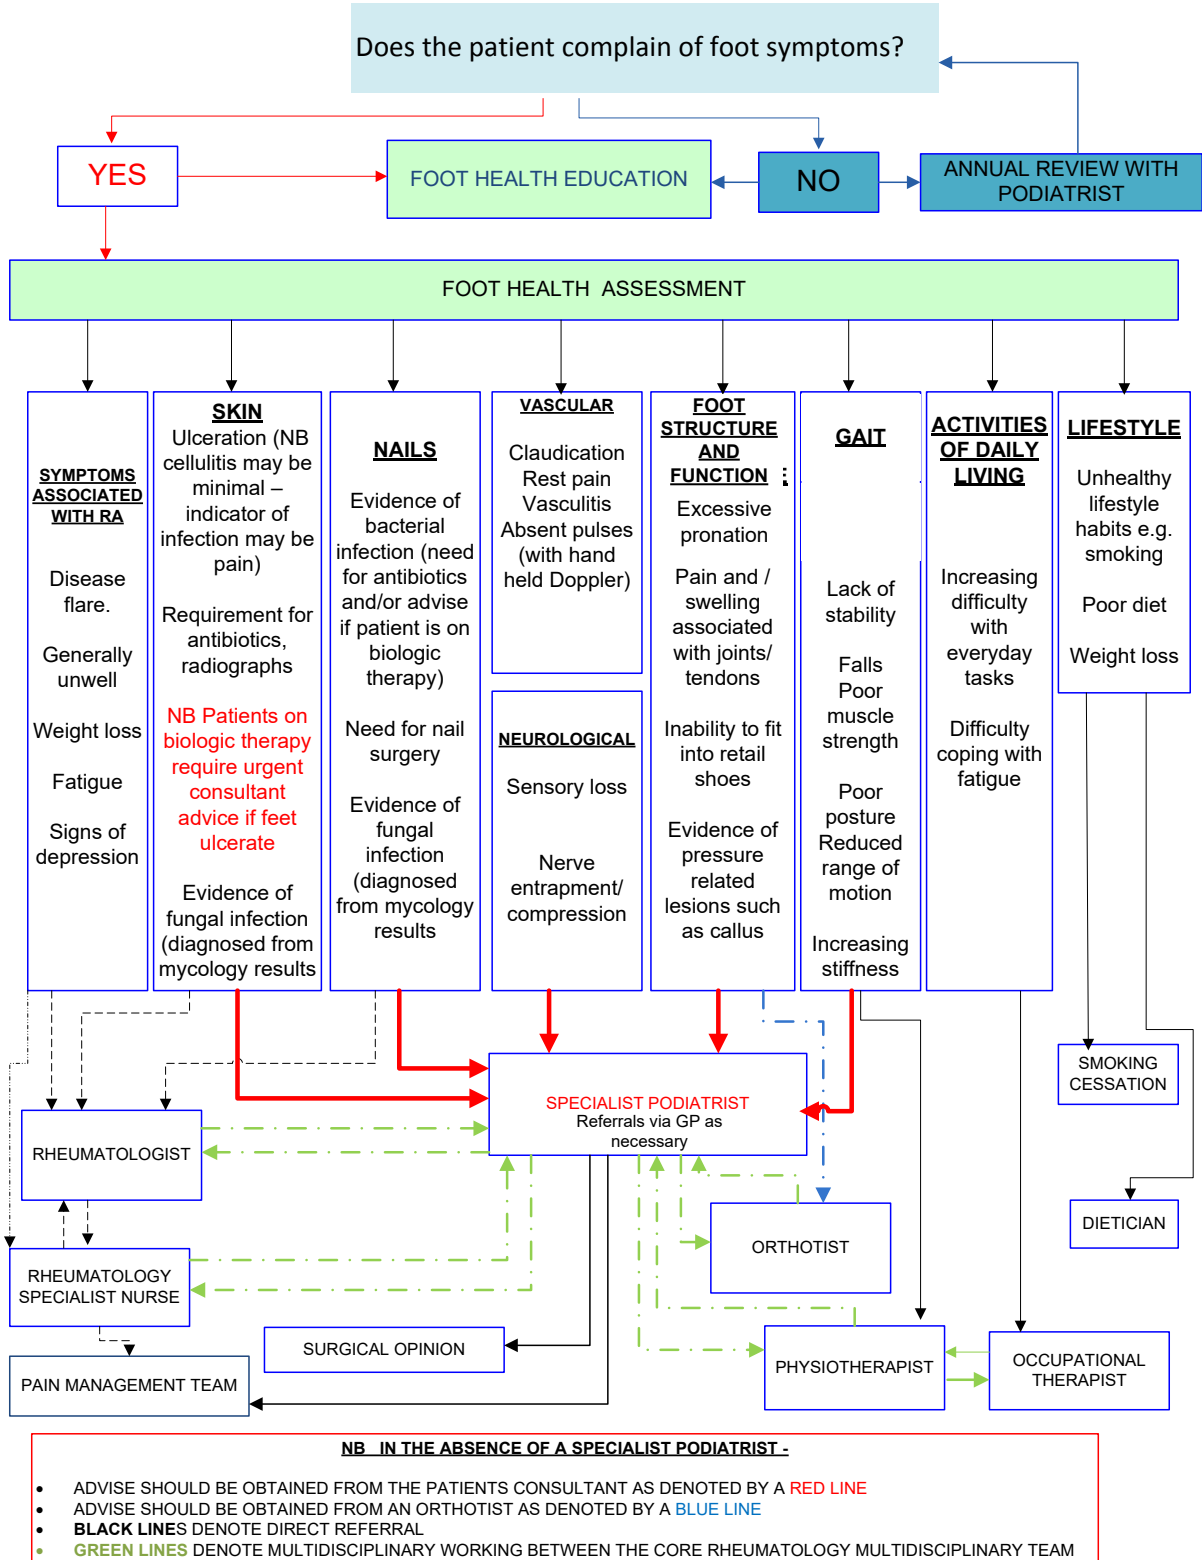 Does the patient complain of foot symptoms?
YES
FOOT HEALTH EDUCATION
NO
ANNUAL REVIEW WITH
PODIATRIST
FOOT HEALTH ASSESSMENT
SYMPTOMS
ASSOCIATED
WITH RA
Disease
flare.
Generally
unwell
Weight loss
Fatigue
Signs of
depression
SKIN
Ulceration (NB
cellulitis may be
minimal –
indicator of
infection may be
pain)
Requirement for
antibiotics,
radiographs
NB Patients on
biologic therapy
require urgent
consultant
advice if feet
ulcerate
Evidence of
fungal infection
(diagnosed from
mycology results
NAILS
Evidence of
bacterial
infection (need
for antibiotics
and/or advise
if patient is on
biologic
therapy)
Need for nail
surgery
Evidence of
fungal
infection
(diagnosed
from mycology
results
VASCULAR
Claudication
Rest pain
Vasculitis
Absent pulses
(with hand
held Doppler)
NEUROLOGICAL
Sensory loss
Nerve
entrapment/
compression
FOOT
STRUCTURE
AND
FUNCTION :
Excessive
pronation
Pain and /
swelling
associated
with joints/
tendons
Inability to fit
into retail
shoes
Evidence of
pressure
related
lesions such
as callus
GAIT
Lack of
stability
Falls
Poor
muscle
strength
Poor
posture
Reduced
range of
motion
Increasing
stiffness
ACTIVITIES
OF DAILY
LIVING
Increasing
difficulty
with
everyday
tasks
Difficulty
coping with
fatigue
LIFESTYLE
Unhealthy
lifestyle
habits e.g.
smoking
Poor diet
Weight loss
SMOKING
CESSATION
SPECIALIST PODIATRIST
Referrals via GP as
necessary
RHEUMATOLOGIST
DIETICIAN
ORTHOTIST
RHEUMATOLOGY
SPECIALIST NURSE
SURGICAL OPINION
PHYSIOTHERAPIST
OCCUPATIONAL
THERAPIST
PAIN MANAGEMENT TEAM
NB IN THE ABSENCE OF A SPECIALIST PODIATRIST -
• ADVISE SHOULD BE OBTAINED FROM THE PATIENTS CONSULTANT AS DENOTED BY A RED LINE
• ADVISE SHOULD BE OBTAINED FROM AN ORTHOTIST AS DENOTED BY A BLUE LINE
• BLACK LINES DENOTE DIRECT REFERRAL
• GREEN LINES DENOTE MULTIDISCIPLINARY WORKING BETWEEN THE CORE RHEUMATOLOGY MULTIDISCIPLINARY TEAM